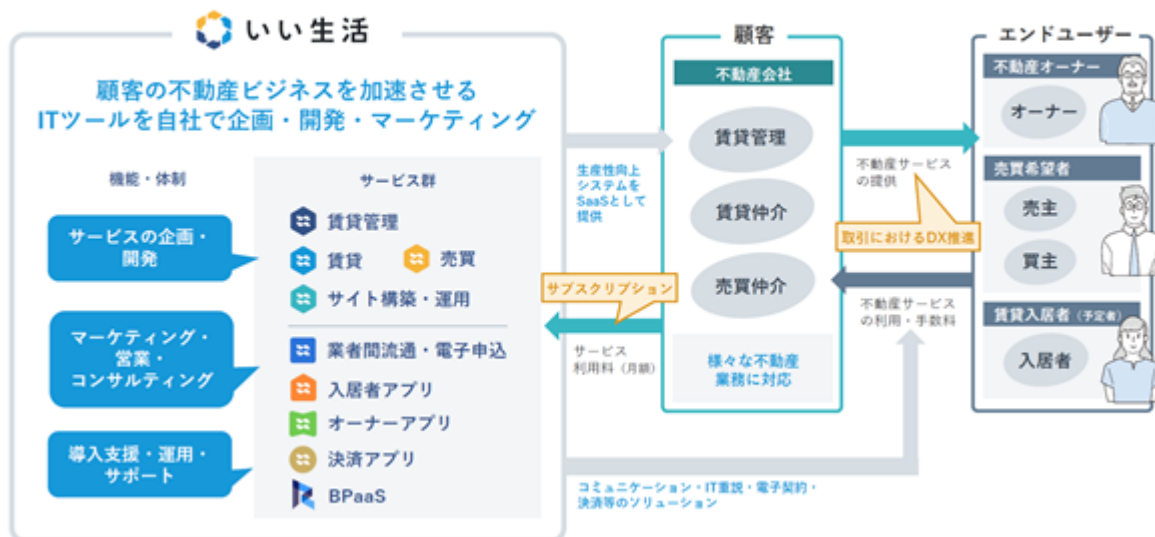 いい生活
顧客の不動産ビジネスを加速させる
ITツールを自社で企画・開発・マーケティング
機能・体制
サービスの企画・
開発
マーケティング・
営業・
コンサルティング
導入支援・運用・
サポート
サービス群
賃貸管理
賃貸
売買
サイト構築・運用
業者間流通・電子申込
入居者アプリ
オーナーアプリ
決済アプリ
BPaaS
生産性向上
システムを
SaaSとして
提供
サブスクリプション
サービス
利用料（月額）
顧客
不動産会社
賃貸管理
賃貸仲介
売買仲介
様々な不動産
業務に対応
不動産サービス
の提供
取引におけるDX推進
不動産サービス
の利用・手数料
コミュニケーション・IT重説・電子契約・
決済等のソリューション
エンドユーザー
不動産オーナー
オーナー
売買希望者
売主
買主
賃貸入居者（予定者）
入居者